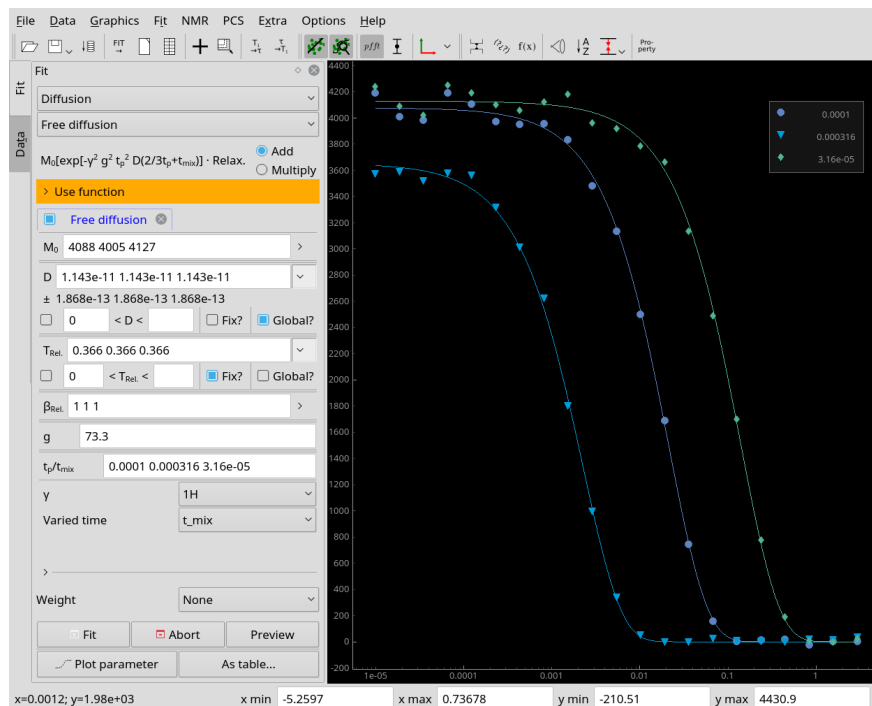 File Data Graphics Fit NMR PCS Extra Options Help
FIT T₁ →T τ →T₁ pfft f(x) A Z Pro- perty
Fit
Fit
Data
Diffusion
Free diffusion
M₀[exp[-γ² g² tₚ² D(2/3tₚ+tₘᵢₓ)] · Relax.
Add
Multiply
> Use function
Free diffusion
M₀ 4088 4005 4127 >
D 1.143e-11 1.143e-11 1.143e-11
± 1.868e-13 1.868e-13 1.868e-13
0 < D < Fix? Global?
T_Rel. 0.366 0.366 0.366
0 < T_Rel. < Fix? Global?
β_Rel. 1 1 1 >
g 73.3
tₚ/tₘᵢₓ 0.0001 0.000316 3.16e-05
γ 1H
Varied time t_mix
>
Weight None
Fit Abort Preview
Plot parameter As table...
4400
4200
4000
3800
3600
3400
3200
3000
2800
2600
2400
2200
2000
1800
1600
1400
1200
1000
800
600
400
200
0
-200
1e-05 0.0001 0.001 0.01 0.1 1
0.0001
0.000316
3.16e-05
x=0.0012; y=1.98e+03 x min -5.2597 x max 0.73678 y min -210.51 y max 4430.9